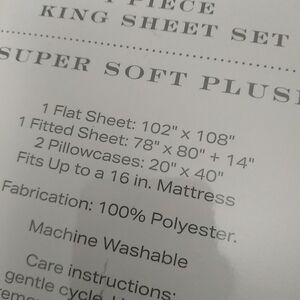 PIECE
KING SHEET SET
SUPER SOFT PLUSH
1 Flat Sheet: 102" x 108"
1 Fitted Sheet: 78" x 80" + 14"
2 Pillowcases: 20" x 40"
Fits Up to a 16 in. Mattress
Fabrication: 100% Polyester.
Machine Washable
Care instructions:
gentle cycle.